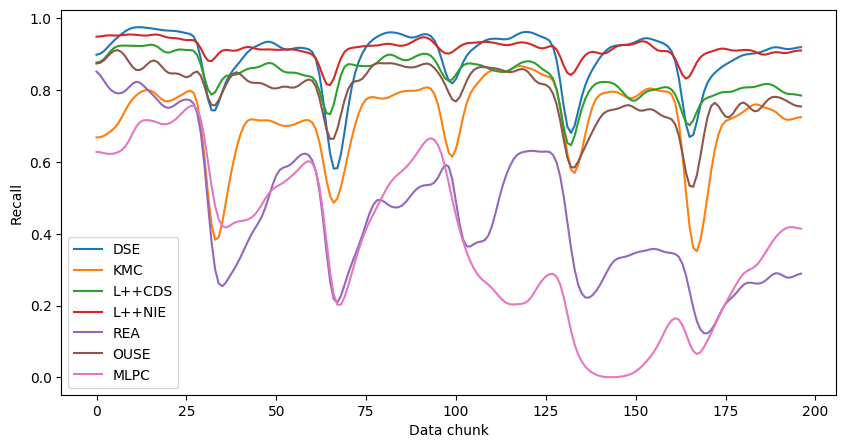 1.0
0.8
0.6
0.4
0.2
0.0
Recall
DSE
KMC
L++CDS
L++NIE
REA
OUSE
MLPC
0 25 50 75 100 125 150 175 200
Data chunk